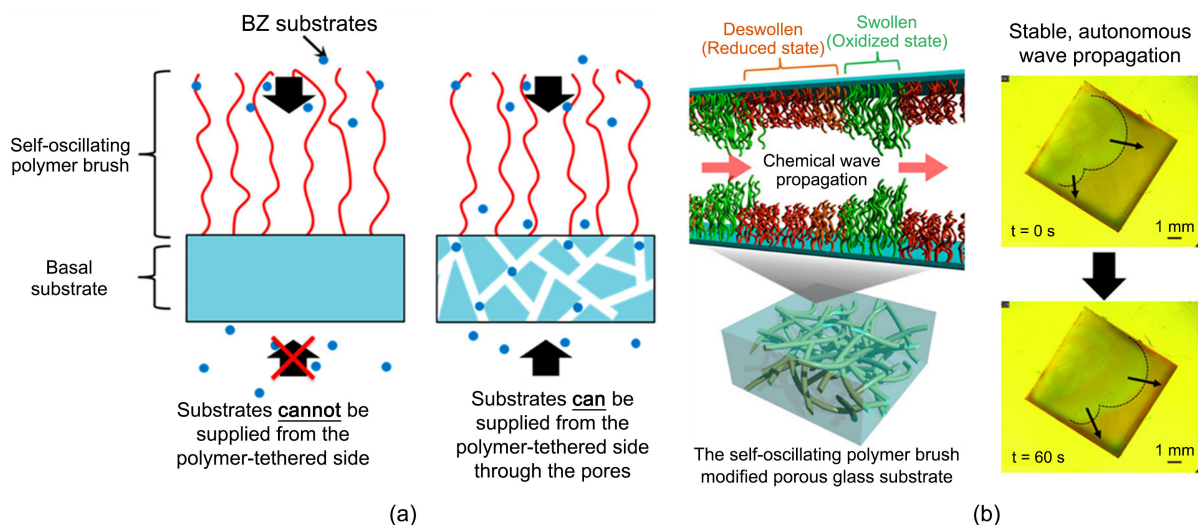 BZ substrates
Self-oscillating
polymer brush
Basal
substrate
Substrates cannot be
supplied from the
polymer-tethered side
Substrates can be
supplied from the
polymer-tethered side
through the pores
(a)
Deswollen
(Reduced state)
Swollen
(Oxidized state)
Chemical wave
propagation
The self-oscillating polymer brush
modified porous glass substrate
Stable, autonomous
wave propagation
t = 0 s
1 mm
t = 60 s
1 mm
(b)